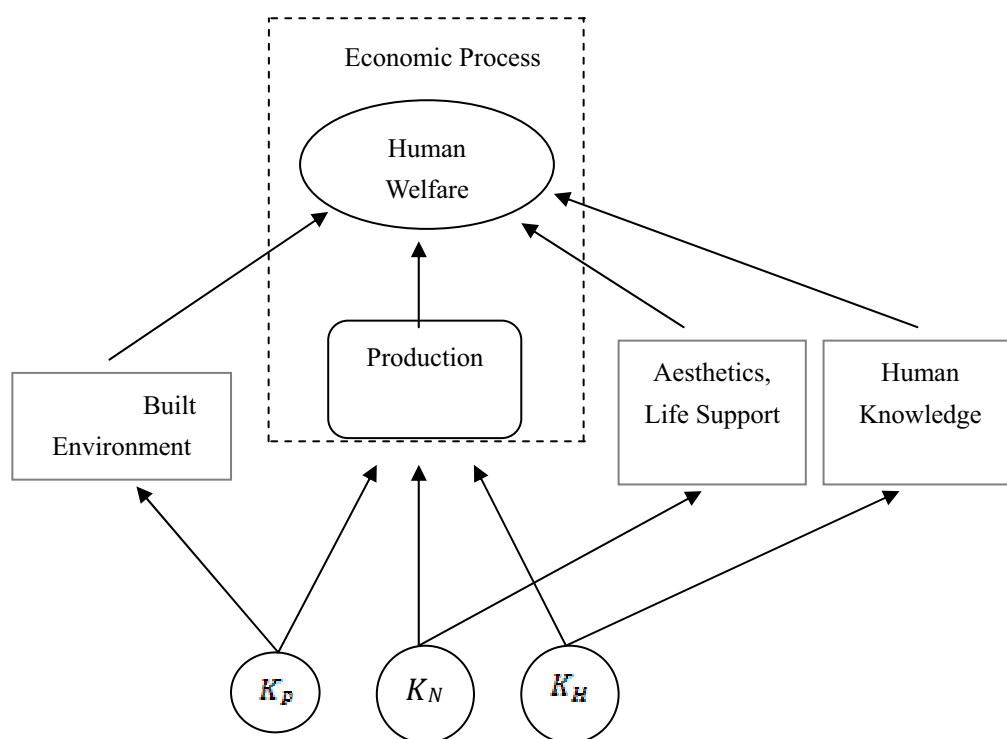 Economic Process
Human
Welfare
Production
Built
Environment
Aesthetics,
Life Support
Human
Knowledge
K_P
K_N
K_H